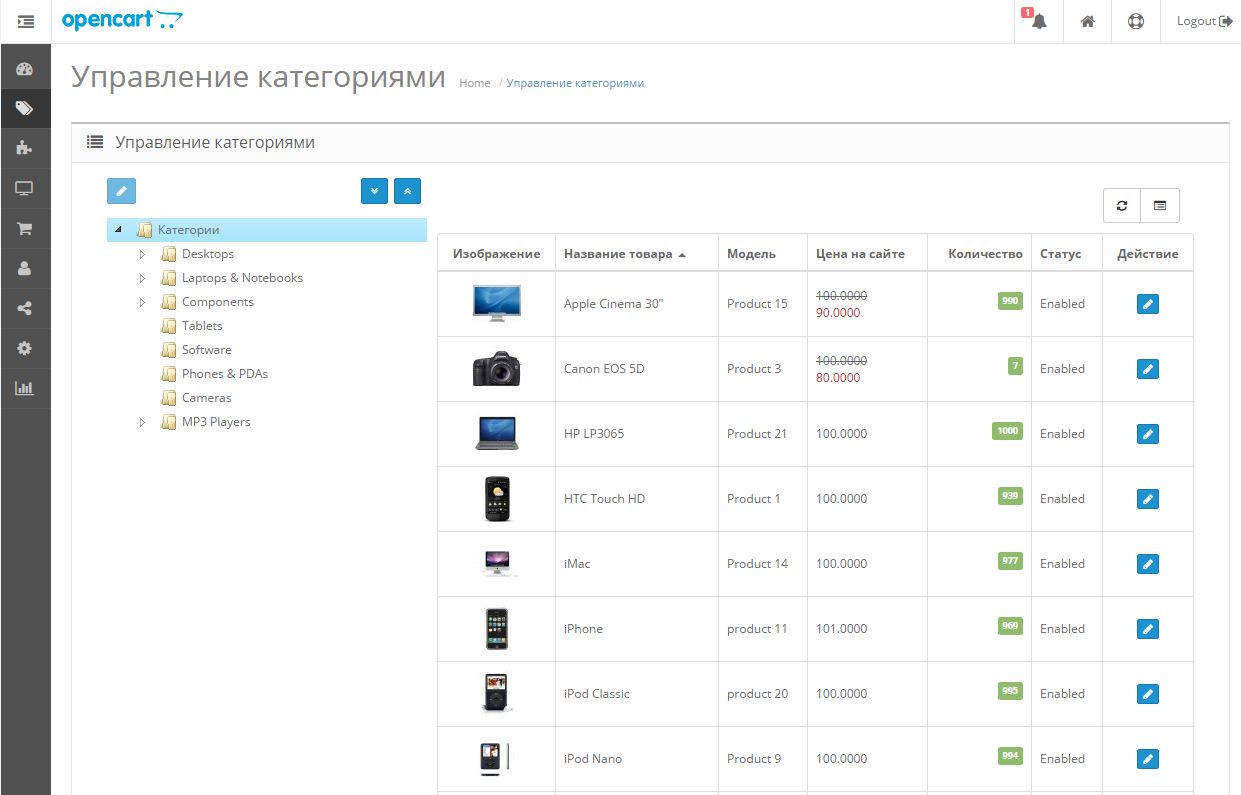 opencart
1
Logout
Управление категориями Home / Управление категориями
Управление категориями
Категории
Desktops
Laptops & Notebooks
Components
Tablets
Software
Phones & PDAs
Cameras
MP3 Players
Изображение Название товара Модель Цена на сайте Количество Статус Действие
Apple Cinema 30" Product 15 100.0000 990 Enabled
90.0000
Canon EOS 5D Product 3 100.0000 7 Enabled
80.0000
HP LP3065 Product 21 100.0000 1000 Enabled
HTC Touch HD Product 1 100.0000 939 Enabled
iMac Product 14 100.0000 977 Enabled
iPhone product 11 101.0000 969 Enabled
iPod Classic product 20 100.0000 995 Enabled
iPod Nano Product 9 100.0000 994 Enabled